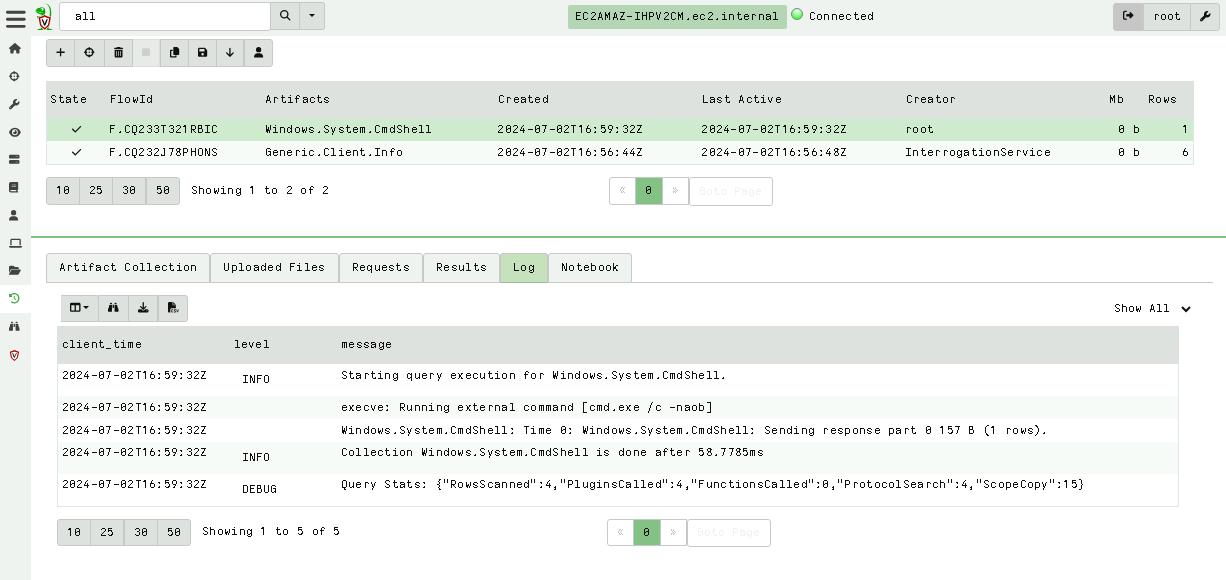 all EC2AMAZ-IHPV2CM.ec2.internal Connected root
State FlowId Artifacts Created Last Active Creator Mb Rows
F.CQ233T321RBIC Windows.System.CmdShell 2024-07-02T16:59:32Z 2024-07-02T16:59:32Z root 0 b 1
F.CQ232J78PHONS Generic.Client.Info 2024-07-02T16:56:44Z 2024-07-02T16:56:48Z InterrogationService 0 b 6
10 25 30 50 Showing 1 to 2 of 2 « 0 » Goto Page
Artifact Collection Uploaded Files Requests Results Log Notebook
CSV Show All
client_time level message
2024-07-02T16:59:32Z INFO Starting query execution for Windows.System.CmdShell.
2024-07-02T16:59:32Z execve: Running external command [cmd.exe /c -naob]
2024-07-02T16:59:32Z Windows.System.CmdShell: Time 0: Windows.System.CmdShell: Sending response part 0 157 B (1 rows).
2024-07-02T16:59:32Z INFO Collection Windows.System.CmdShell is done after 58.7785ms
2024-07-02T16:59:32Z DEBUG Query Stats: {"RowsScanned":4,"PluginsCalled":4,"FunctionsCalled":0,"ProtocolSearch":4,"ScopeCopy":15}
10 25 30 50 Showing 1 to 5 of 5 « 0 » Goto Page